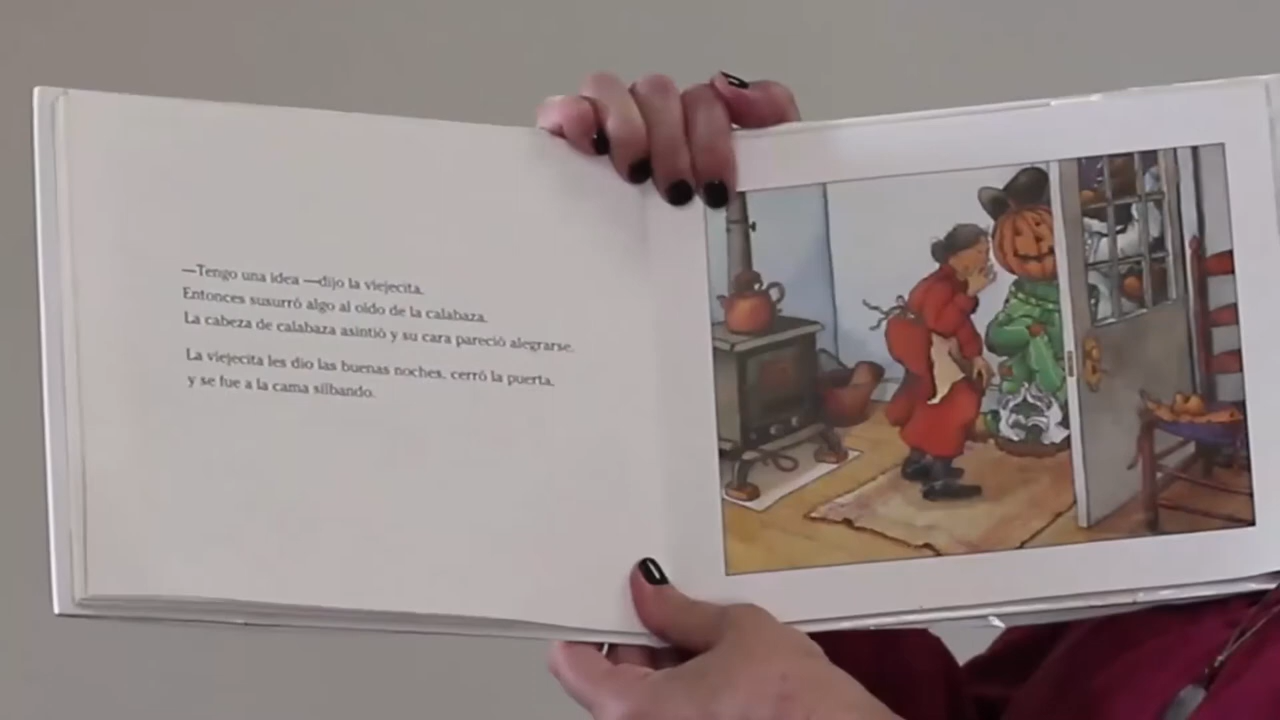 —Tengo una idea —dijo la viejecita.
Entonces susurró algo al oído de la calabaza.
La cabeza de calabaza asintió y su cara pareció alegrarse.
La viejecita les dio las buenas noches, cerró la puerta,
y se fue a la cama silbando.